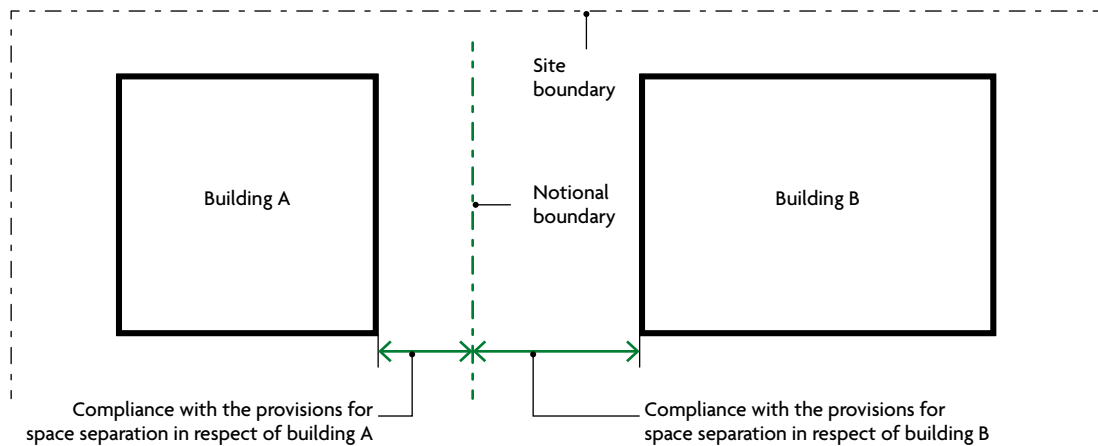 Site
boundary
Building A
Notional
boundary
Building B
Compliance with the provisions for
space separation in respect of building A
Compliance with the provisions for
space separation in respect of building B